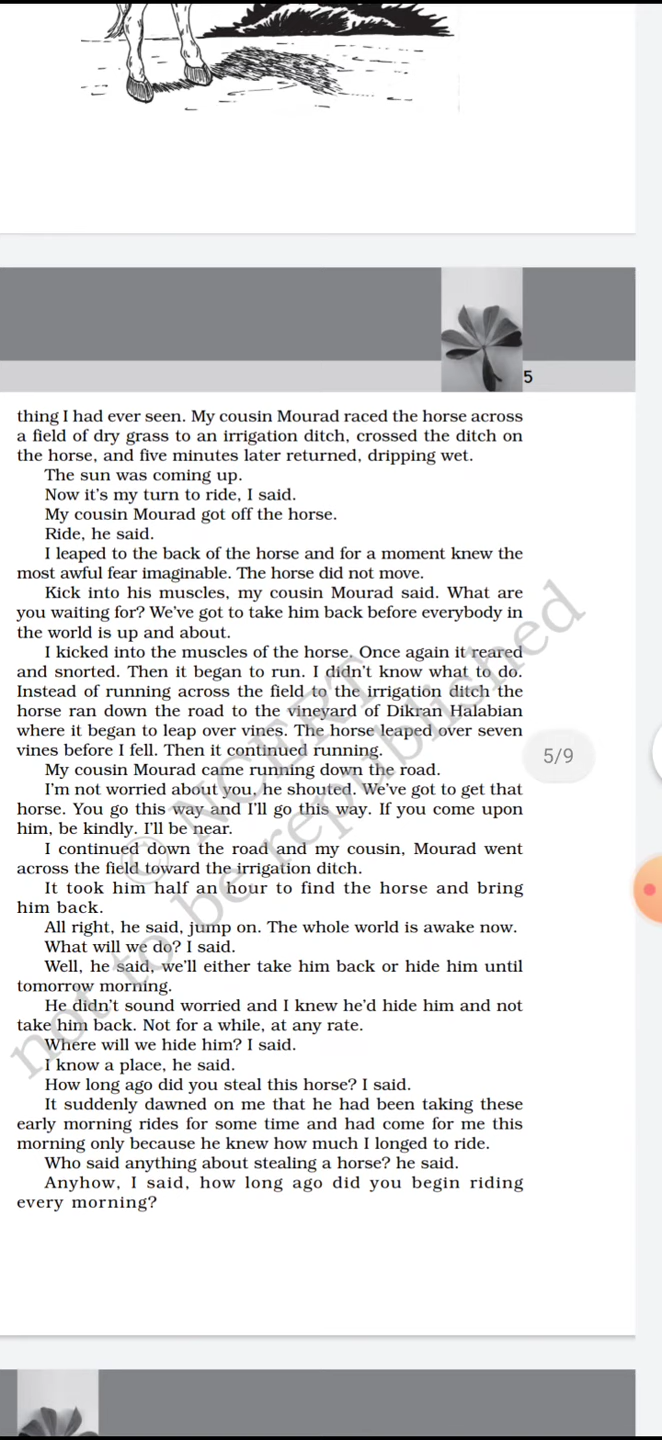 5
thing I had ever seen. My cousin Mourad raced the horse across
a field of dry grass to an irrigation ditch, crossed the ditch on
the horse, and five minutes later returned, dripping wet.
The sun was coming up.
Now it's my turn to ride, I said.
My cousin Mourad got off the horse.
Ride, he said.
I leaped to the back of the horse and for a moment knew the
most awful fear imaginable. The horse did not move.
Kick into his muscles, my cousin Mourad said. What are
you waiting for? We've got to take him back before everybody in
the world is up and about.
I kicked into the muscles of the horse. Once again it reared
and snorted. Then it began to run. I didn't know what to do.
Instead of running across the field to the irrigation ditch the
horse ran down the road to the vineyard of Dikran Halabian
where it began to leap over vines. The horse leaped over seven
vines before I fell. Then it continued running.
My cousin Mourad came running down the road.
I'm not worried about you, he shouted. We've got to get that
horse. You go this way and I'll go this way. If you come upon
him, be kindly. I'll be near.
I continued down the road and my cousin, Mourad went
across the field toward the irrigation ditch.
It took him half an hour to find the horse and bring
him back.
All right, he said, jump on. The whole world is awake now.
What will we do? I said.
Well, he said, we'll either take him back or hide him until
tomorrow morning.
He didn't sound worried and I knew he'd hide him and not
take him back. Not for a while, at any rate.
Where will we hide him? I said.
I know a place, he said.
How long ago did you steal this horse? I said.
It suddenly dawned on me that he had been taking these
early morning rides for some time and had come for me this
morning only because he knew how much I longed to ride.
Who said anything about stealing a horse? he said.
Anyhow, I said, how long ago did you begin riding
every morning?
5/9
© NCERT
not to be republished